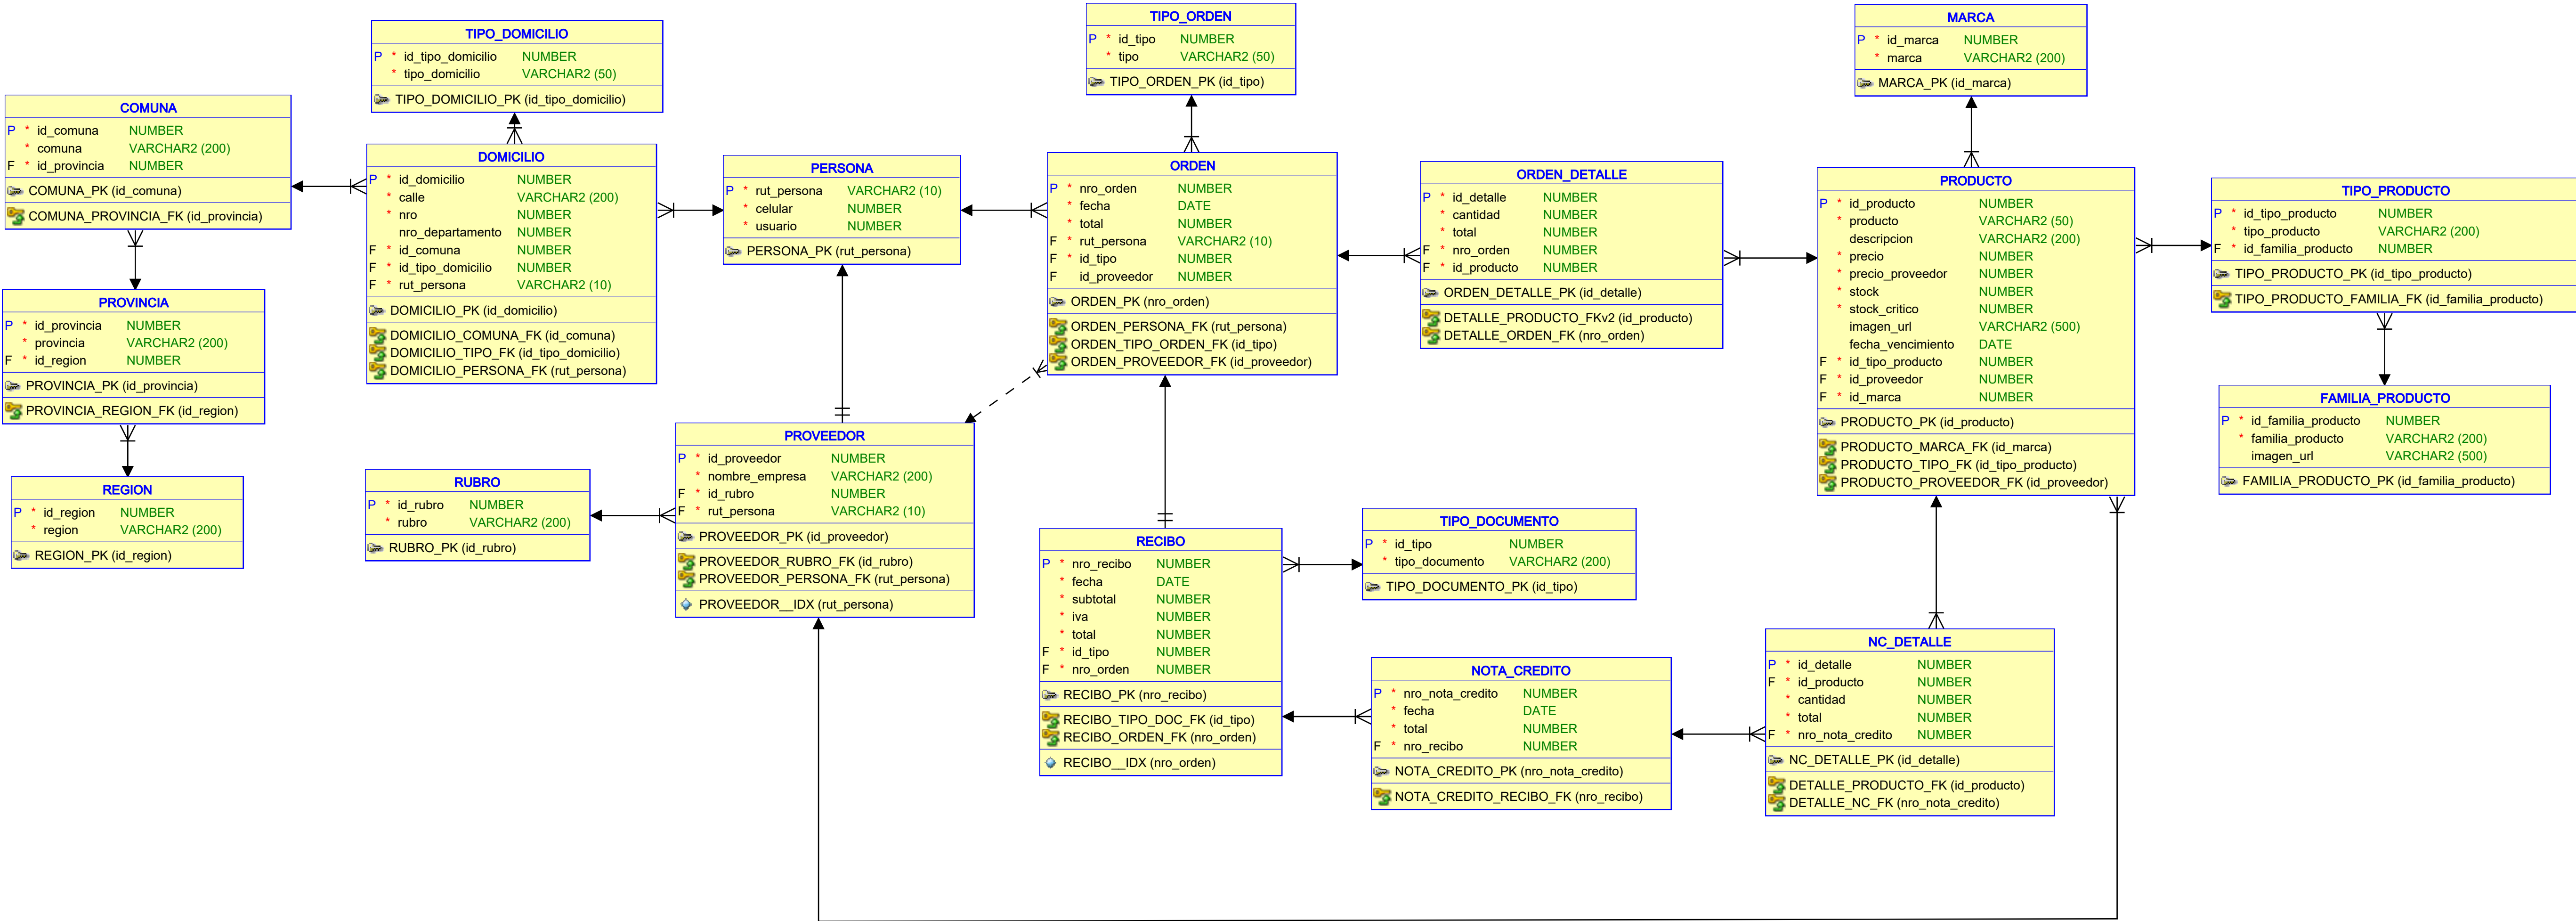 TIPO_DOMICILIO
P * id_tipo_domicilio NUMBER
* tipo_domicilio VARCHAR2 (50)
TIPO_DOMICILIO_PK (id_tipo_domicilio)
TIPO_ORDEN
P * id_tipo NUMBER
* tipo VARCHAR2 (50)
TIPO_ORDEN_PK (id_tipo)
MARCA
P * id_marca NUMBER
* marca VARCHAR2 (200)
MARCA_PK (id_marca)
COMUNA
P * id_comuna NUMBER
* comuna VARCHAR2 (200)
F * id_provincia NUMBER
COMUNA_PK (id_comuna)
COMUNA_PROVINCIA_FK (id_provincia)
DOMICILIO
P * id_domicilio NUMBER
* calle VARCHAR2 (200)
* nro NUMBER
nro_departamento NUMBER
F * id_comuna NUMBER
F * id_tipo_domicilio NUMBER
F * rut_persona VARCHAR2 (10)
DOMICILIO_PK (id_domicilio)
DOMICILIO_COMUNA_FK (id_comuna)
DOMICILIO_TIPO_FK (id_tipo_domicilio)
DOMICILIO_PERSONA_FK (rut_persona)
PERSONA
P * rut_persona VARCHAR2 (10)
* celular NUMBER
* usuario NUMBER
PERSONA_PK (rut_persona)
ORDEN
P * nro_orden NUMBER
* fecha DATE
* total NUMBER
F * rut_persona VARCHAR2 (10)
F * id_tipo NUMBER
F id_proveedor NUMBER
ORDEN_PK (nro_orden)
ORDEN_PERSONA_FK (rut_persona)
ORDEN_TIPO_ORDEN_FK (id_tipo)
ORDEN_PROVEEDOR_FK (id_proveedor)
ORDEN_DETALLE
P * id_detalle NUMBER
* cantidad NUMBER
* total NUMBER
F * nro_orden NUMBER
F * id_producto NUMBER
ORDEN_DETALLE_PK (id_detalle)
DETALLE_PRODUCTO_FKv2 (id_producto)
DETALLE_ORDEN_FK (nro_orden)
PRODUCTO
P * id_producto NUMBER
* producto VARCHAR2 (50)
descripcion VARCHAR2 (200)
* precio NUMBER
* precio_proveedor NUMBER
* stock NUMBER
* stock_critico NUMBER
imagen_url VARCHAR2 (500)
fecha_vencimiento DATE
F * id_tipo_producto NUMBER
F * id_proveedor NUMBER
F * id_marca NUMBER
PRODUCTO_PK (id_producto)
PRODUCTO_MARCA_FK (id_marca)
PRODUCTO_TIPO_FK (id_tipo_producto)
PRODUCTO_PROVEEDOR_FK (id_proveedor)
TIPO_PRODUCTO
P * id_tipo_producto NUMBER
* tipo_producto VARCHAR2 (200)
F * id_familia_producto NUMBER
TIPO_PRODUCTO_PK (id_tipo_producto)
TIPO_PRODUCTO_FAMILIA_FK (id_familia_producto)
PROVINCIA
P * id_provincia NUMBER
* provincia VARCHAR2 (200)
F * id_region NUMBER
PROVINCIA_PK (id_provincia)
PROVINCIA_REGION_FK (id_region)
FAMILIA_PRODUCTO
P * id_familia_producto NUMBER
* familia_producto VARCHAR2 (200)
imagen_url VARCHAR2 (500)
FAMILIA_PRODUCTO_PK (id_familia_producto)
REGION
P * id_region NUMBER
* region VARCHAR2 (200)
REGION_PK (id_region)
RUBRO
P * id_rubro NUMBER
* rubro VARCHAR2 (200)
RUBRO_PK (id_rubro)
PROVEEDOR
P * id_proveedor NUMBER
* nombre_empresa VARCHAR2 (200)
F * id_rubro NUMBER
F * rut_persona VARCHAR2 (10)
PROVEEDOR_PK (id_proveedor)
PROVEEDOR_RUBRO_FK (id_rubro)
PROVEEDOR_PERSONA_FK (rut_persona)
PROVEEDOR__IDX (rut_persona)
RECIBO
P * nro_recibo NUMBER
* fecha DATE
* subtotal NUMBER
* iva NUMBER
* total NUMBER
F * id_tipo NUMBER
F * nro_orden NUMBER
RECIBO_PK (nro_recibo)
RECIBO_TIPO_DOC_FK (id_tipo)
RECIBO_ORDEN_FK (nro_orden)
RECIBO__IDX (nro_orden)
TIPO_DOCUMENTO
P * id_tipo NUMBER
* tipo_documento VARCHAR2 (200)
TIPO_DOCUMENTO_PK (id_tipo)
NOTA_CREDITO
P * nro_nota_credito NUMBER
* fecha DATE
* total NUMBER
F * nro_recibo NUMBER
NOTA_CREDITO_PK (nro_nota_credito)
NOTA_CREDITO_RECIBO_FK (nro_recibo)
NC_DETALLE
P * id_detalle NUMBER
F * id_producto NUMBER
* cantidad NUMBER
* total NUMBER
F * nro_nota_credito NUMBER
NC_DETALLE_PK (id_detalle)
DETALLE_PRODUCTO_FK (id_producto)
DETALLE_NC_FK (nro_nota_credito)